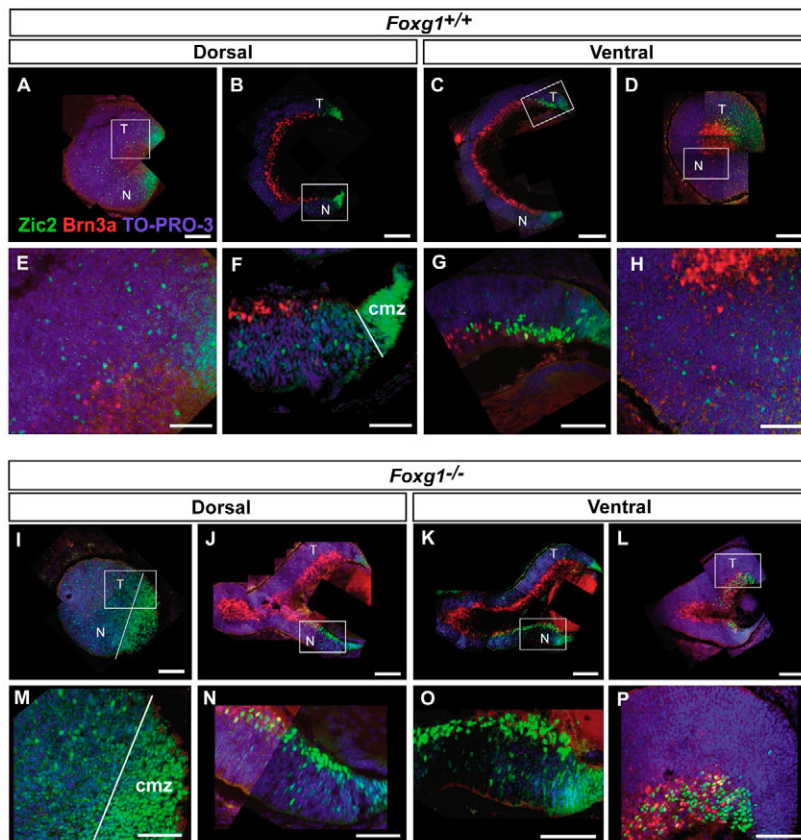 Foxg1+/+
Dorsal Ventral
A B C D
T T T T
N N N N
Zic2 Brn3a TO-PRO-3
E F G H
cmz
Foxg1-/-
Dorsal Ventral
I J K L
T T T T
N N N
M N O P
cmz